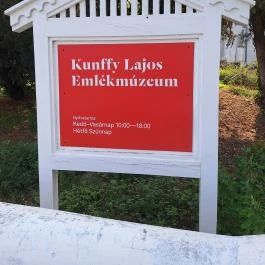 Kunffy Lajos
Emlékmúzeum
Nyitvatartás
Kedd–Vasárnap 10:00—18:00
Hétfő Szünnap